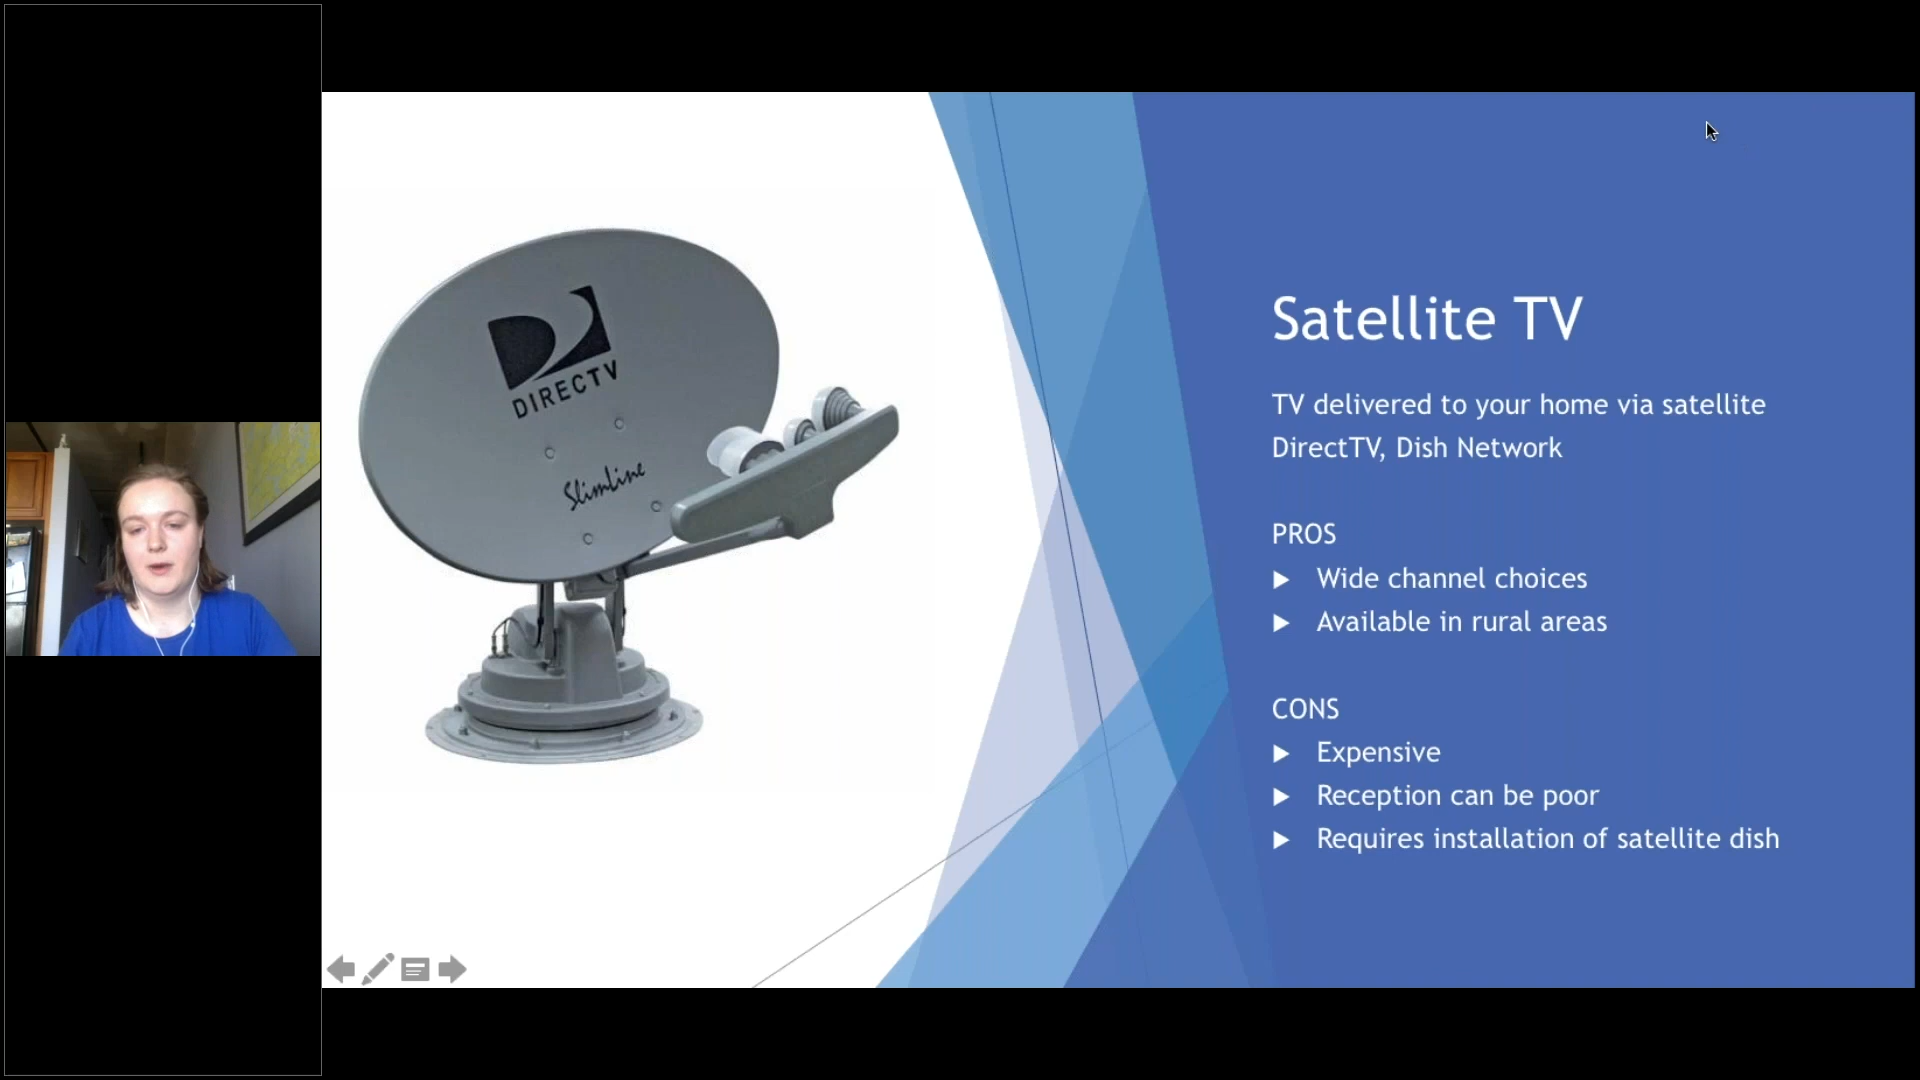 DIRECTV
SlimLine
Satellite TV
TV delivered to your home via satellite
DirectTV, Dish Network
PROS
Wide channel choices
Available in rural areas
CONS
Expensive
Reception can be poor
Requires installation of satellite dish